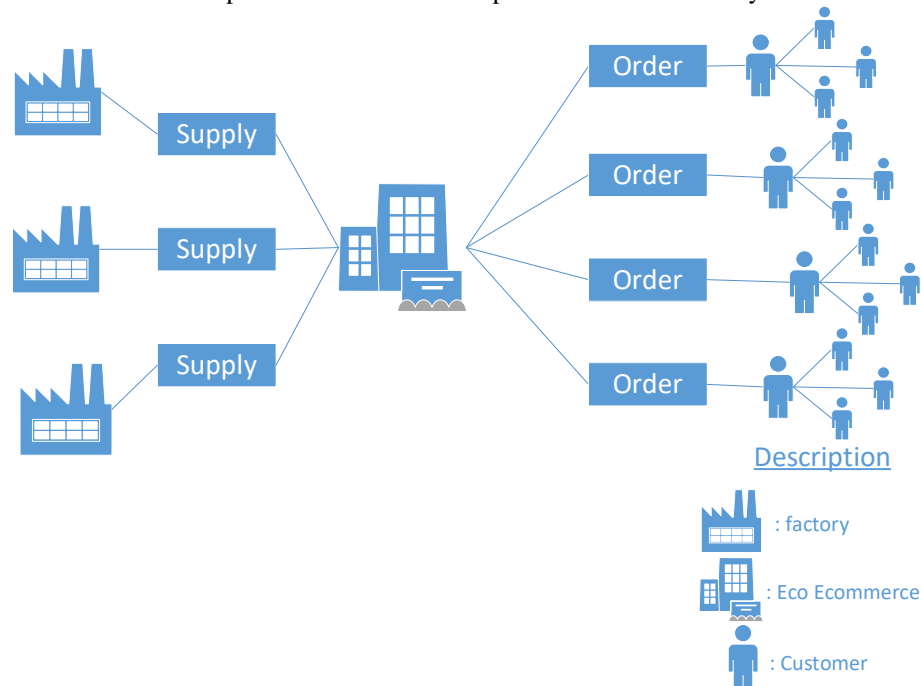 Order
Supply
Order
Supply
Order
Supply
Order
Description
: factory
: Eco Ecommerce
: Customer